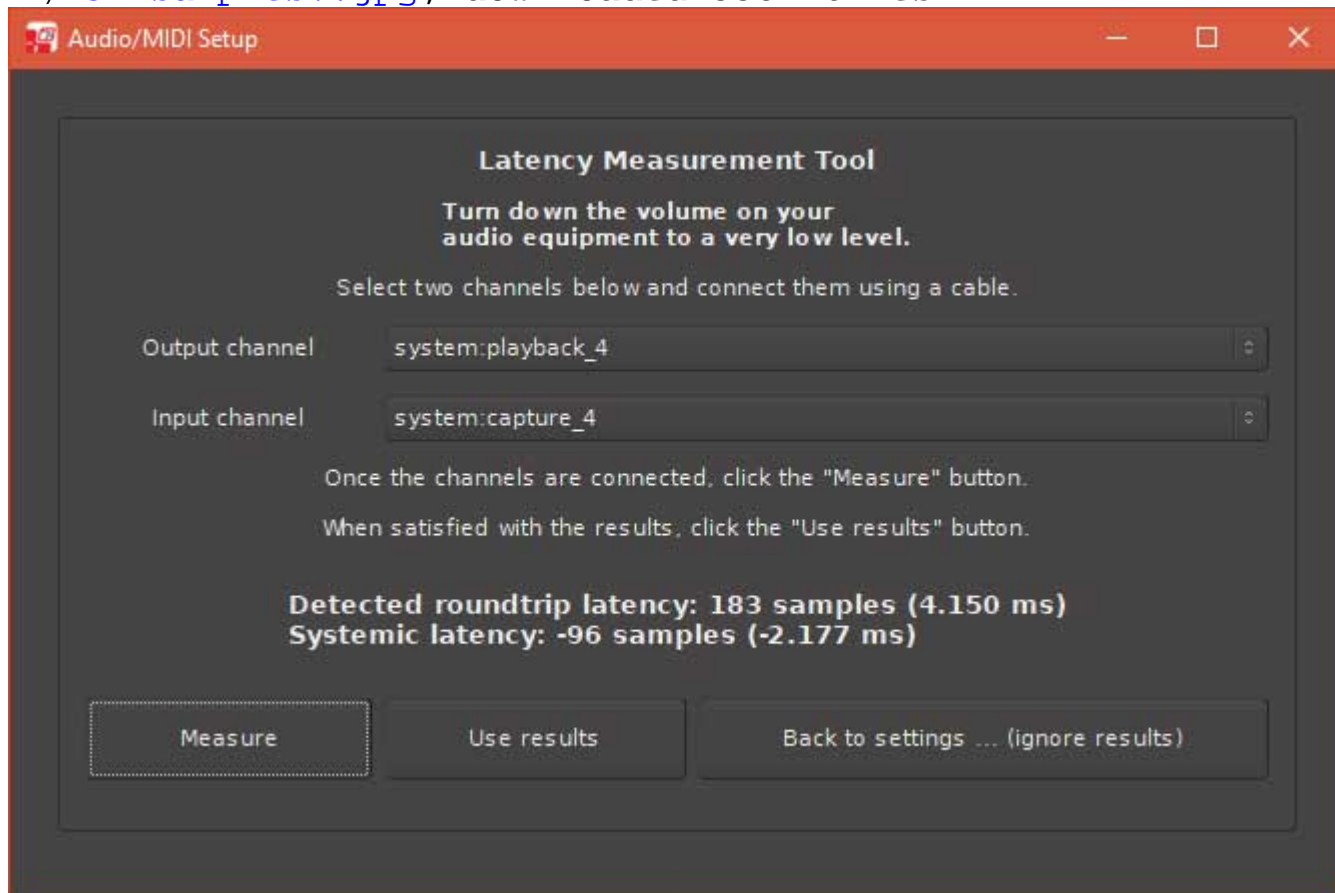 Audio/MIDI Setup
Latency Measurement Tool
Turn down the volume on your
audio equipment to a very low level.
Select two channels below and connect them using a cable.
Output channel system:playback_4
Input channel system:capture_4
Once the channels are connected, click the "Measure" button.
When satisfied with the results, click the "Use results" button.
Detected roundtrip latency: 183 samples (4.150 ms)
Systemic latency: -96 samples (-2.177 ms)
Measure Use results Back to settings ... (ignore results)